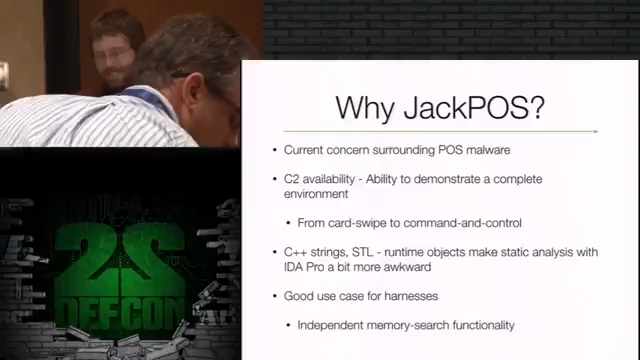 Why JackPOS?
• Current concern surrounding POS malware
• C2 availability - Ability to demonstrate a complete
environment
• From card-swipe to command-and-control
• C++ strings, STL - runtime objects make static analysis with
IDA Pro a bit more awkward
• Good use case for harnesses
• Independent memory-search functionality
22
DEFCON